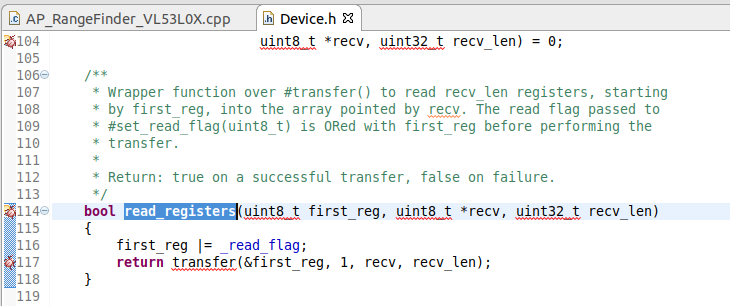 AP_RangeFinder_VL53L0X.cpp
Device.h
104 uint8_t *recv, uint32_t recv_len) = 0;
105
106 /**
107 * Wrapper function over #transfer() to read recv_len registers, starting
108 * by first_reg, into the array pointed by recv. The read flag passed to
109 * #set_read_flag(uint8_t) is ORed with first_reg before performing the
110 * transfer.
111 *
112 * Return: true on a successful transfer, false on failure.
113 */
114 bool read_registers(uint8_t first_reg, uint8_t *recv, uint32_t recv_len)
115 {
116 first_reg |= _read_flag;
117 return transfer(&first_reg, 1, recv, recv_len);
118 }
119